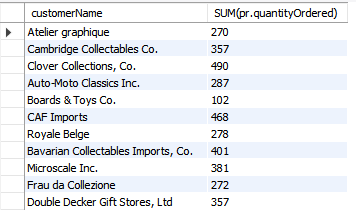 customerName SUM(pr.quantityOrdered)
Atelier graphique 270
Cambridge Collectables Co. 357
Clover Collections, Co. 490
Auto-Moto Classics Inc. 287
Boards & Toys Co. 102
CAF Imports 468
Royale Belge 278
Bavarian Collectables Imports, Co. 401
Microscale Inc. 381
Frau da Collezione 272
Double Decker Gift Stores, Ltd 357